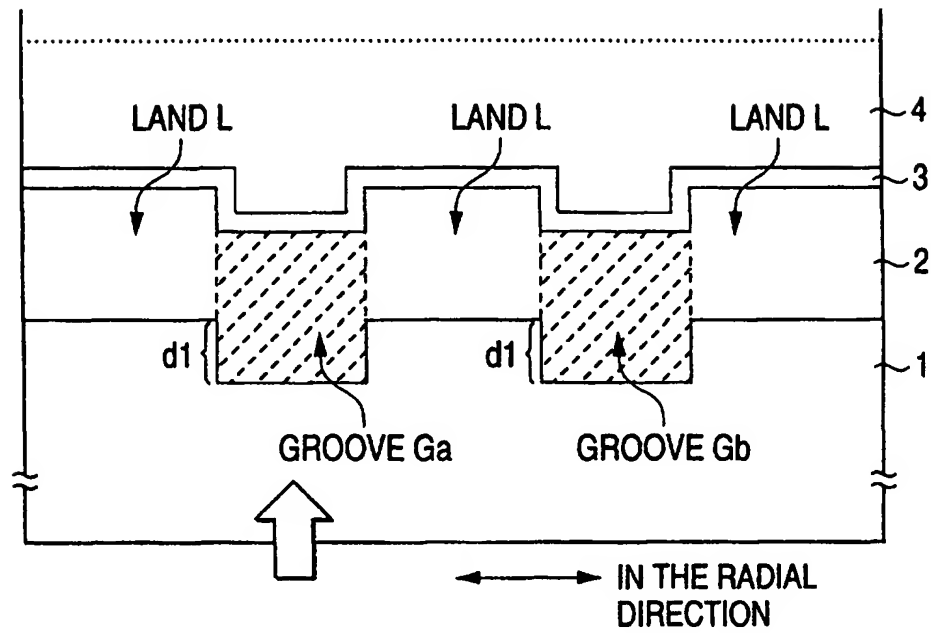 LAND L
LAND L
LAND L
4
3
2
d1
d1
1
GROOVE Ga
GROOVE Gb
IN THE RADIAL
DIRECTION